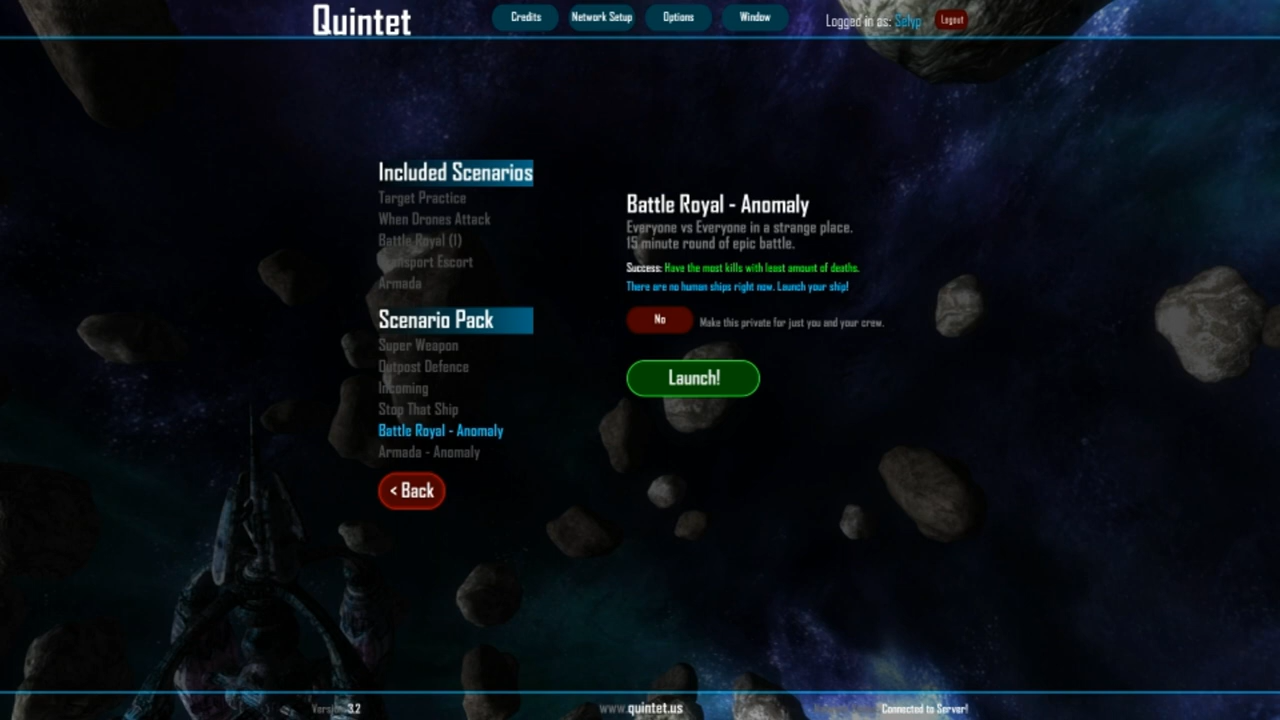 Quintet
Credits
Network Setup
Options
Window
Logged in as: Selyp
Logout
Included Scenarios
Target Practice
When Drones Attack
Battle Royal (1)
Transport Escort
Armada
Scenario Pack
Super Weapon
Outpost Defence
Incoming
Stop That Ship
Battle Royal - Anomaly
Armada - Anomaly
< Back
Battle Royal - Anomaly
Everyone vs Everyone in a strange place.
15 minute round of epic battle.
Success: Have the most kills with least amount of deaths.
There are no human ships right now. Launch your ship!
No
Make this private for just you and your crew.
Launch!
Version 3.2
www.quintet.us
Connected to Server!